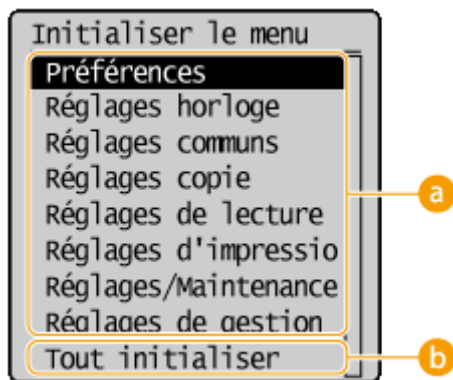 Initialiser le menu
Préférences
Réglages horloge
Réglages communs
Réglages copie
Réglages de lecture
Réglages d'impressio
Réglages/Maintenance
Réglages de gestion
Tout initialiser
a
b